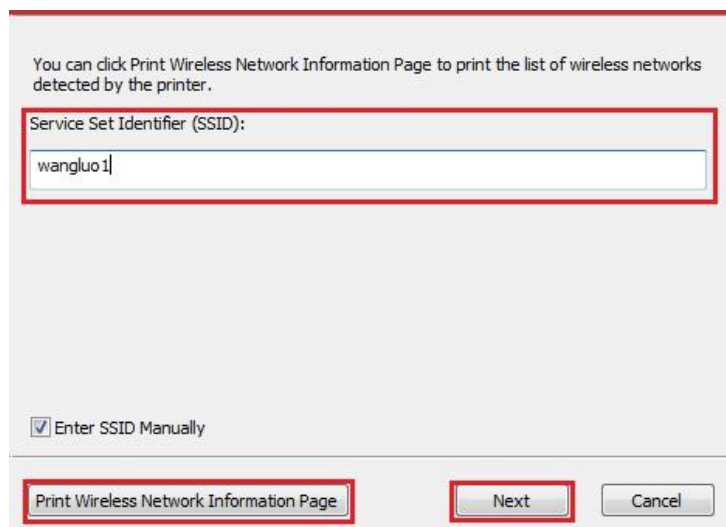 You can click Print Wireless Network Information Page to print the list of wireless networks
detected by the printer.
Service Set Identifier (SSID):
wangluo1
Enter SSID Manually
Print Wireless Network Information Page
Next
Cancel